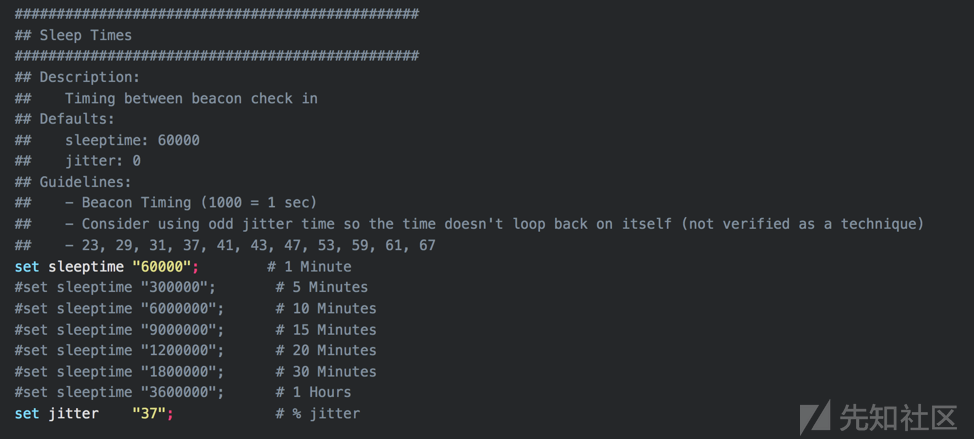 ################################################
## Sleep Times
################################################
## Description:
##    Timing between beacon check in
## Defaults:
##    sleeptime: 60000
##    jitter: 0
## Guidelines:
##    - Beacon Timing (1000 = 1 sec)
##    - Consider using odd jitter time so the time doesn't loop back on itself (not verified as a technique)
##    - 23, 29, 31, 37, 41, 43, 47, 53, 59, 61, 67
set sleeptime "60000";        # 1 Minute
#set sleeptime "300000";       # 5 Minutes
#set sleeptime "6000000";      # 10 Minutes
#set sleeptime "9000000";      # 15 Minutes
#set sleeptime "1200000";      # 20 Minutes
#set sleeptime "1800000";      # 30 Minutes
#set sleeptime "3600000";      # 1 Hours
set jitter    "37";            # % jitter
先知社区